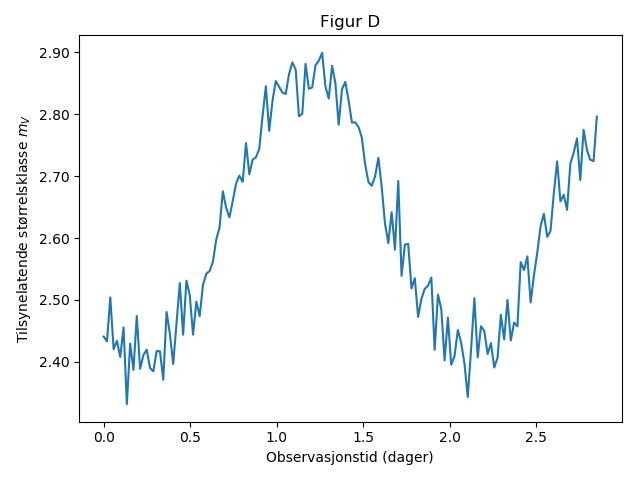 Figur D
2.90
2.80
2.70
2.60
2.50
2.40
Tilsynelatende størrelsklasse $m_V$
0.0 0.5 1.0 1.5 2.0 2.5
Observasjonstid (dager)